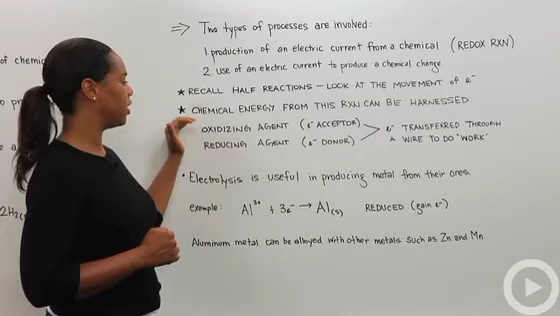 ⇒ Two types of processes are involved:
1. production of an electric current from a chemical (REDOX RXN)
2. use of an electric current to produce a chemical change.
of chemic
★ RECALL HALF REACTIONS – LOOK AT THE MOVEMENT of e⁻
★ CHEMICAL ENERGY FROM THIS RXN CAN BE HARNESSED
OXIDIZING AGENT (e⁻ ACCEPTOR)
REDUCING AGENT (e⁻ DONOR)
e⁻ TRANSFERRED THROUGH
A WIRE TO DO "WORK"
• Electrolysis is useful in producing metal from their ores.
2H₂(
example: Al³⁺ + 3e⁻ → Al(s) REDUCED (gain e⁻)
Aluminum metal can be alloyed with other metals such as Zn and Mn.